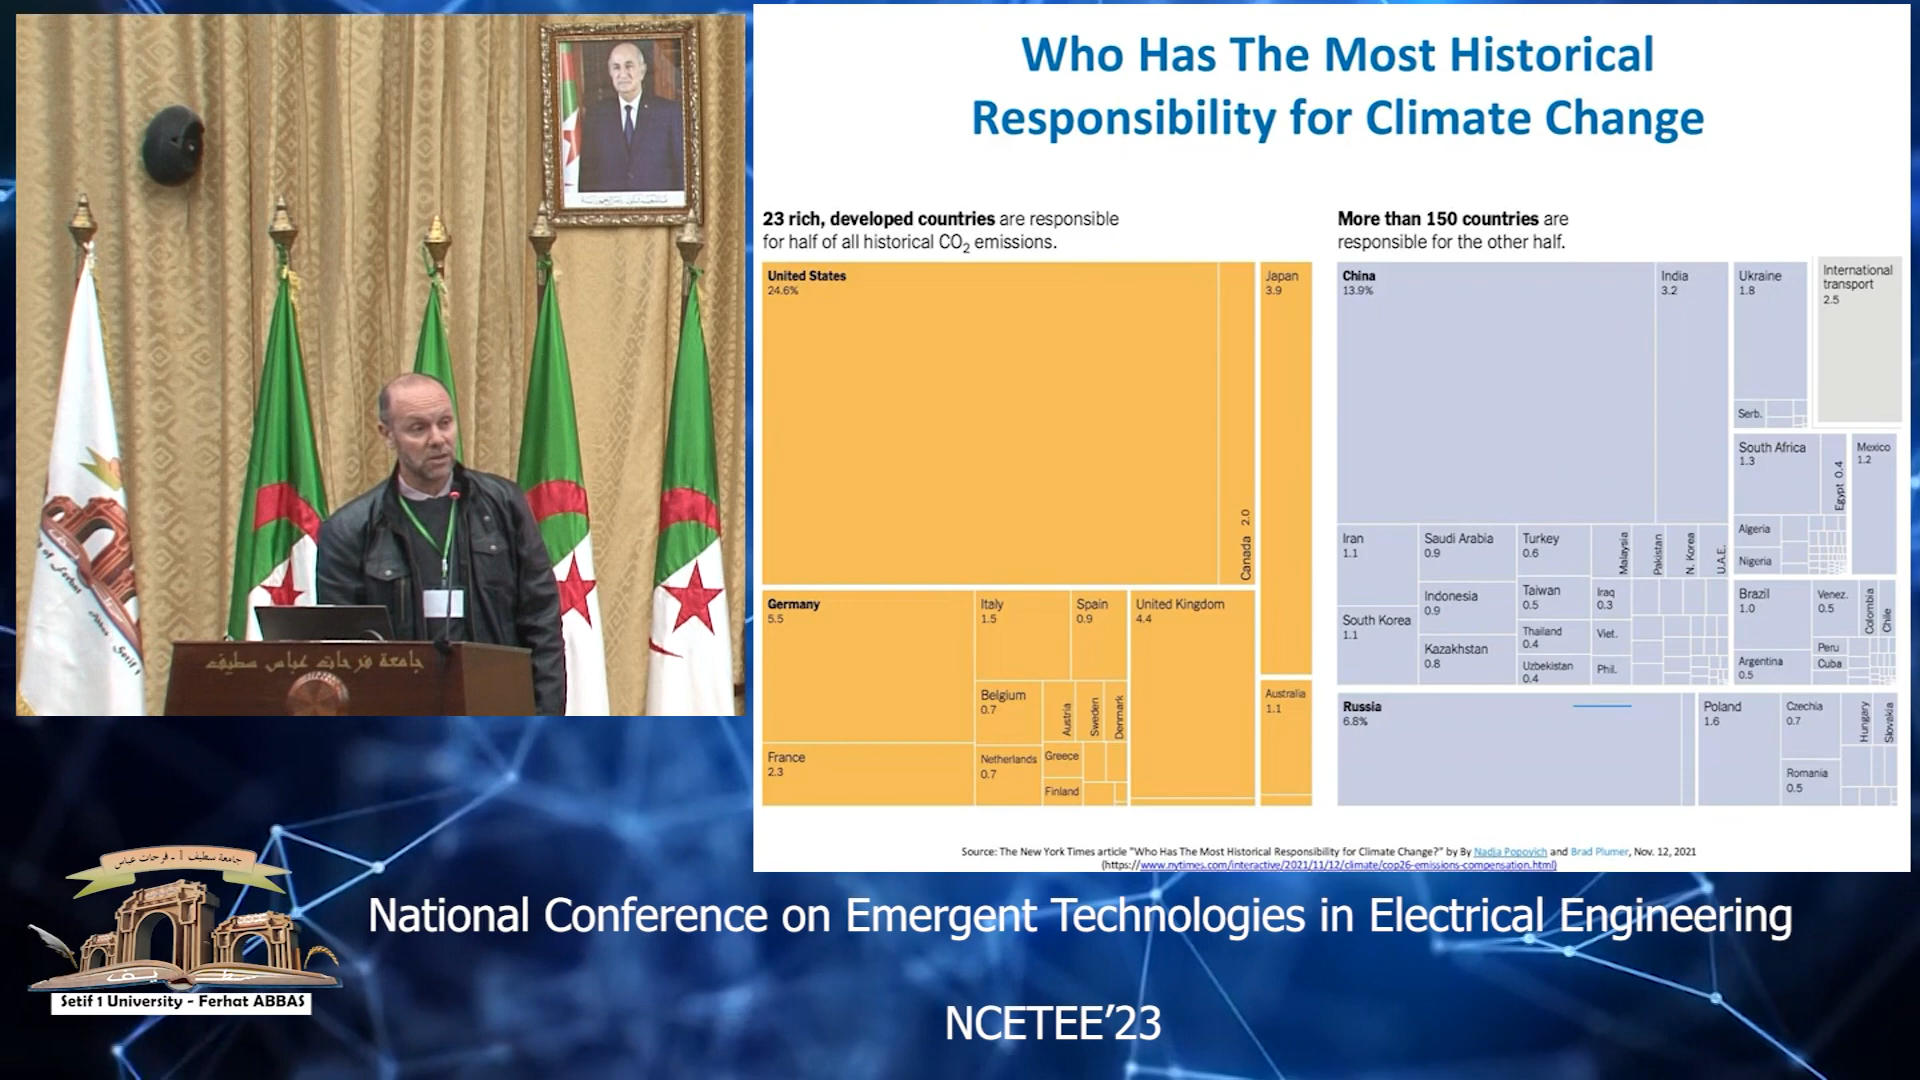 Who Has The Most Historical
Responsibility for Climate Change
23 rich, developed countries are responsible
for half of all historical CO₂ emissions.
United States
24.6%
Canada 2.0
Japan
3.9
Germany
5.5
Italy
1.5
Spain
0.9
United Kingdom
4.4
Belgium
0.7
Austria
Sweden
Denmark
Australia
1.1
France
2.3
Netherlands
0.7
Greece
Finland
More than 150 countries are
responsible for the other half.
China
13.9%
India
3.2
Ukraine
1.8
International
transport
2.5
Serb.
South Africa
1.3
Egypt 0.4
Mexico
1.2
Algeria
Nigeria
Iran
1.1
Saudi Arabia
0.9
Turkey
0.6
Malaysia
Pakistan
N. Korea
U.A.E.
South Korea
1.1
Indonesia
0.9
Taiwan
0.5
Iraq
0.3
Thailand
0.4
Viet.
Kazakhstan
0.8
Uzbekistan
0.4
Phil.
Brazil
1.0
Venez.
0.5
Colombia
Chile
Argentina
0.5
Peru
Cuba
Russia
6.8%
Poland
1.6
Czechia
0.7
Hungary
Slovakia
Romania
0.5
Source: The New York Times article "Who Has The Most Historical Responsibility for Climate Change?" by By Nadja Popovich and Brad Plumer, Nov. 12, 2021
(https://www.nytimes.com/interactive/2021/11/12/climate/cop26-emissions-compensation.html)
جامعة فرحات عباس سطيف
جامعة سطيف 1 - فرحات عباس
سطيف
Setif 1 University - Ferhat ABBAS
National Conference on Emergent Technologies in Electrical Engineering
NCETEE’23